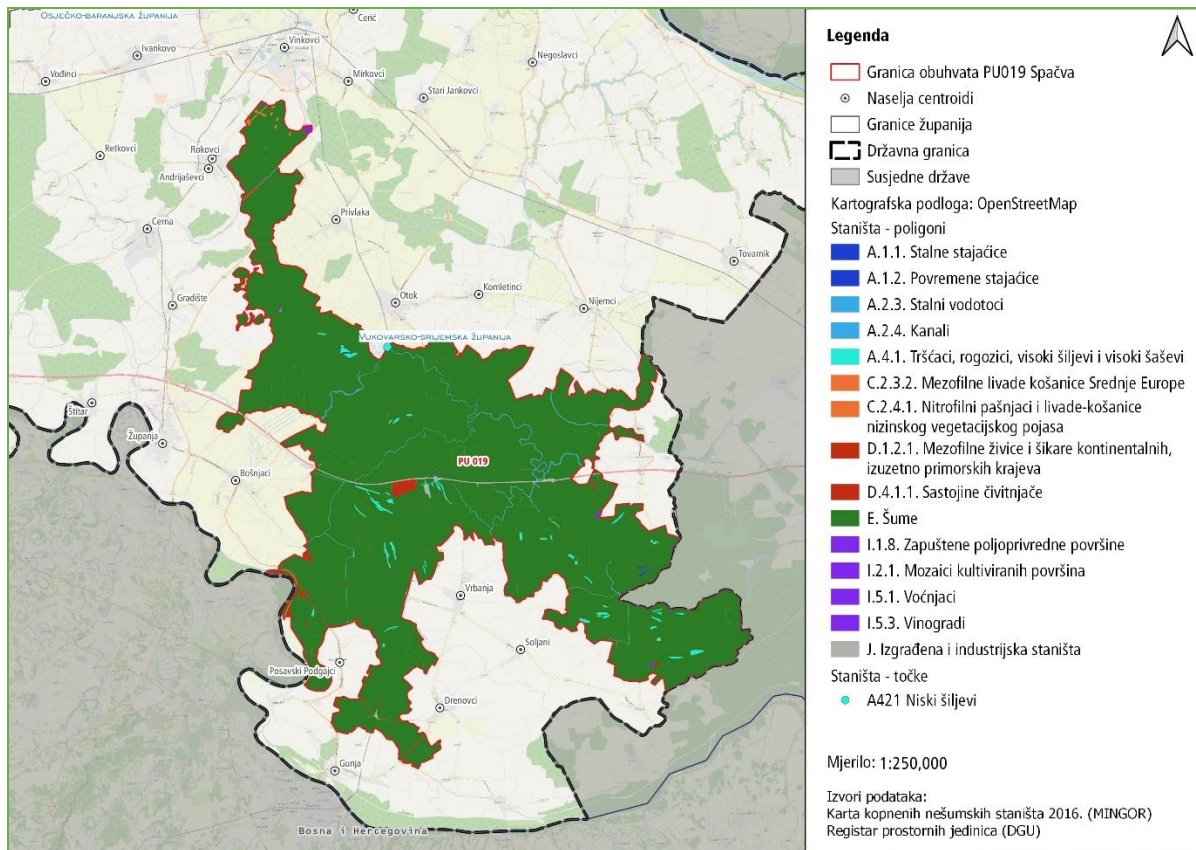 OSJEČKO-BARANJSKA ŽUPANIJA
Cerić
Vinkovci
Ivankovo
Negoslavci
Vođinci
Mirkovci
Stari Jankovci
Retkovci
Rokovci
Andrijaševci
Privlaka
Cerna
Tovarnik
Gradište
Otok
Komletinci
Nijemci
VUKOVARSKO-SRIJEMSKA ŽUPANIJA
Štitar
Županja
PU 019
Bošnjaci
Vrbanja
Soljani
Posavski Podgajci
Drenovci
Gunja
Bosna i Hercegovina
Legenda
Granica obuhvata PU019 Spačva
Naselja centroidi
Granice županija
Državna granica
Susjedne države
Kartografska podloga: OpenStreetMap
Staništa - poligoni
A.1.1. Stalne stajaćice
A.1.2. Povremene stajaćice
A.2.3. Stalni vodotoci
A.2.4. Kanali
A.4.1. Tršćaci, rogozici, visoki šiljevi i visoki šaševi
C.2.3.2. Mezofilne livade košanice Srednje Europe
C.2.4.1. Nitrofilni pašnjaci i livade-košanice
nizinskog vegetacijskog pojasa
D.1.2.1. Mezofilne živice i šikare kontinentalnih,
izuzetno primorskih krajeva
D.4.1.1. Sastojine čivitnjače
E. Šume
I.1.8. Zapuštene poljoprivredne površine
I.2.1. Mozaici kultiviranih površina
I.5.1. Voćnjaci
I.5.3. Vinogradi
J. Izgrađena i industrijska staništa
Staništa - točke
A421 Niski šiljevi
Mjerilo: 1:250,000
Izvori podataka:
Karta kopnenih nešumskih staništa 2016. (MINGOR)
Registar prostornih jedinica (DGU)